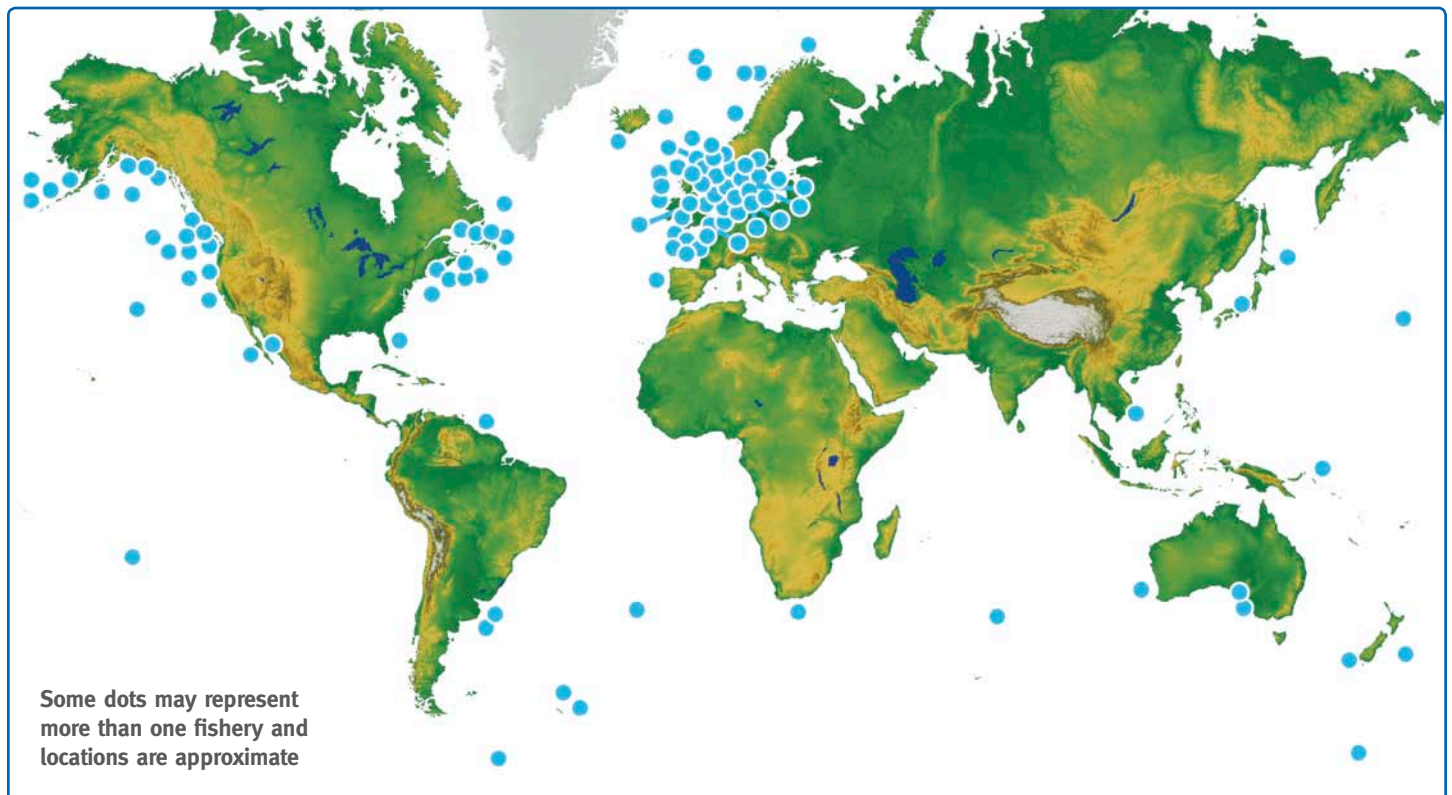 Some dots may represent
more than one fishery and
locations are approximate